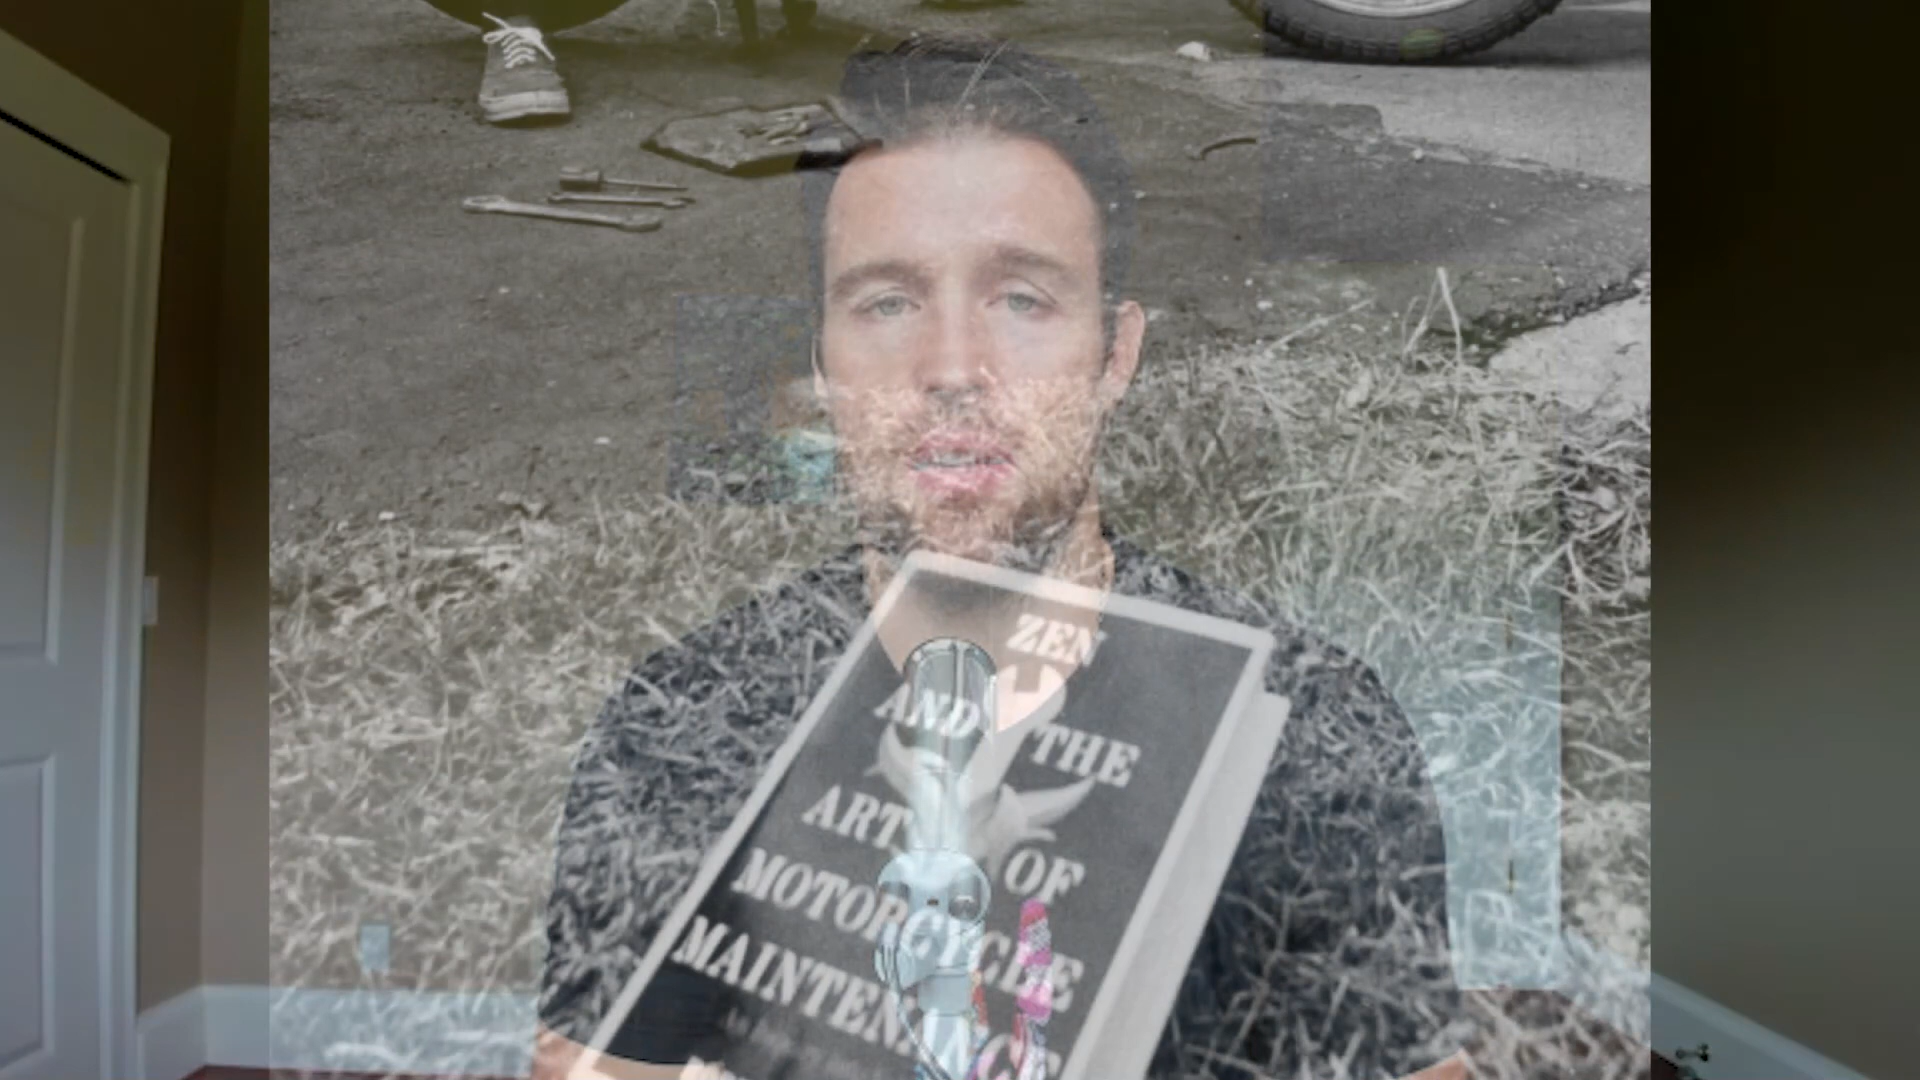 ZEN
AND THE
ART OF
MOTORCYCLE
MAINTENANCE